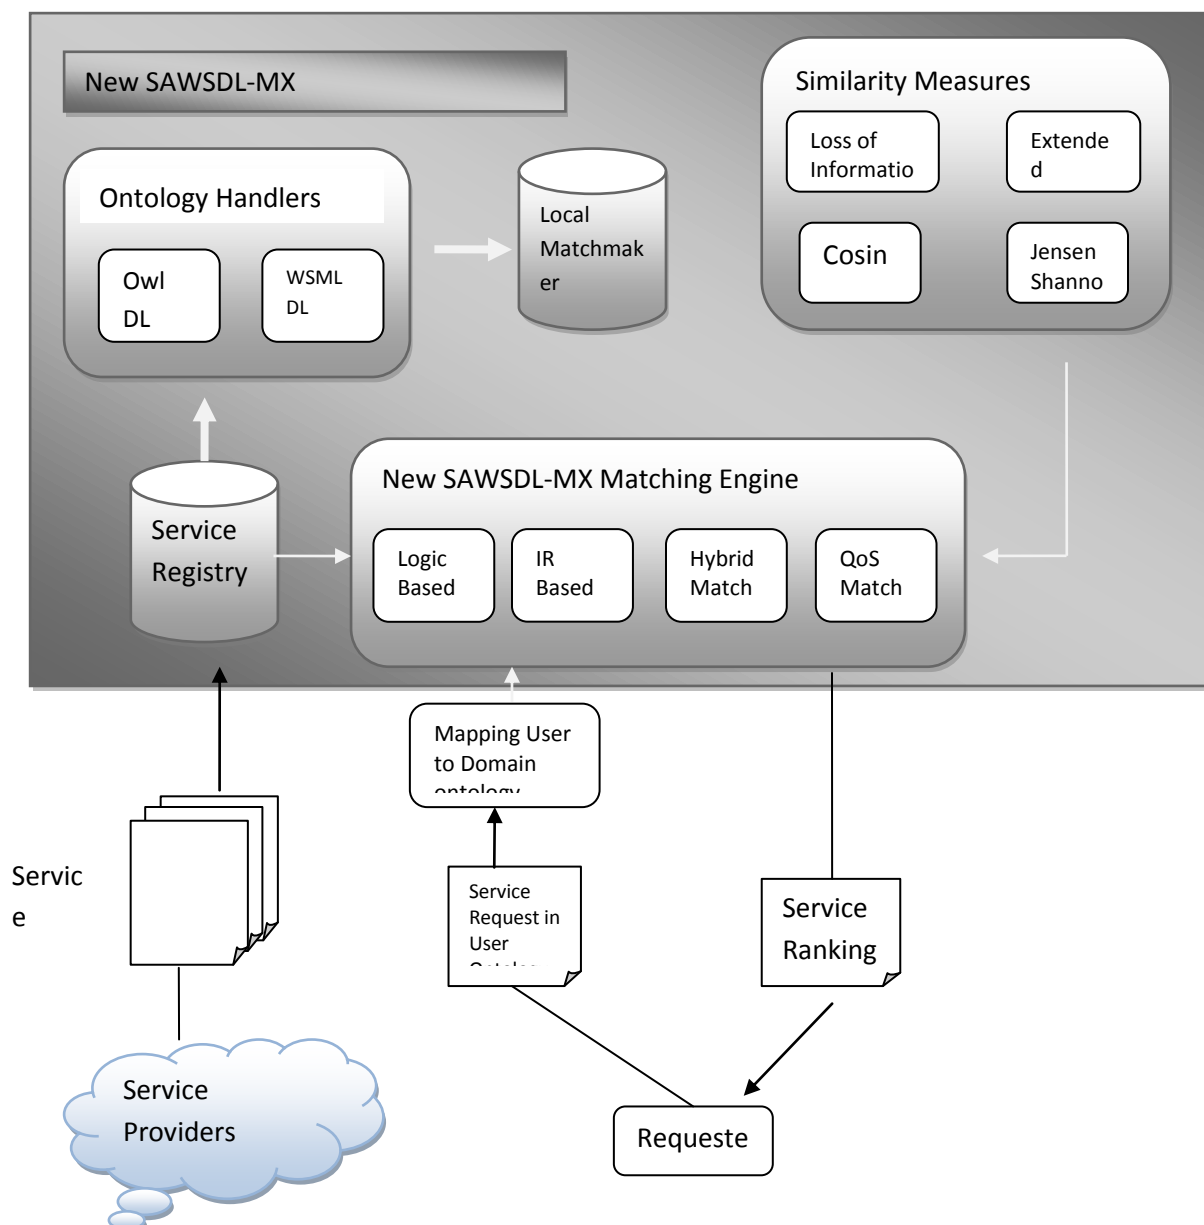 New SAWSDL-MX
Similarity Measures
Loss of
Informatio
Extende
d
Cosin
Jensen
Shanno
Ontology Handlers
Owl
DL
WSML
DL
Local
Matchmak
er
Service
Registry
New SAWSDL-MX Matching Engine
Logic
Based
IR
Based
Hybrid
Match
QoS
Match
Mapping User
to Domain
ontology
Servic
e
Service
Request in
User
Service
Ranking
Service
Providers
Requeste